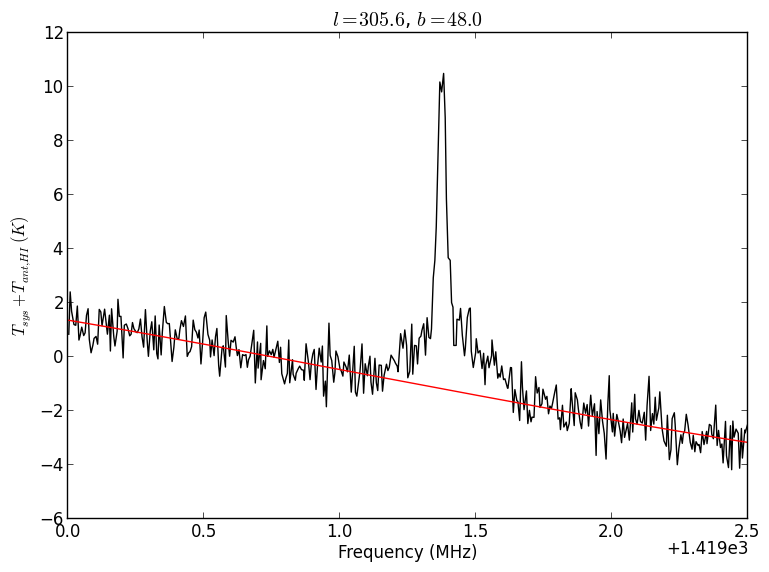 l = 305.6, b = 48.0
12
10
8
6
4
2
0
−2
−4
−6
T_sys + T_ant,HI (K)
0.0 0.5 1.0 1.5 2.0 2.5
Frequency (MHz)
+1.419e3